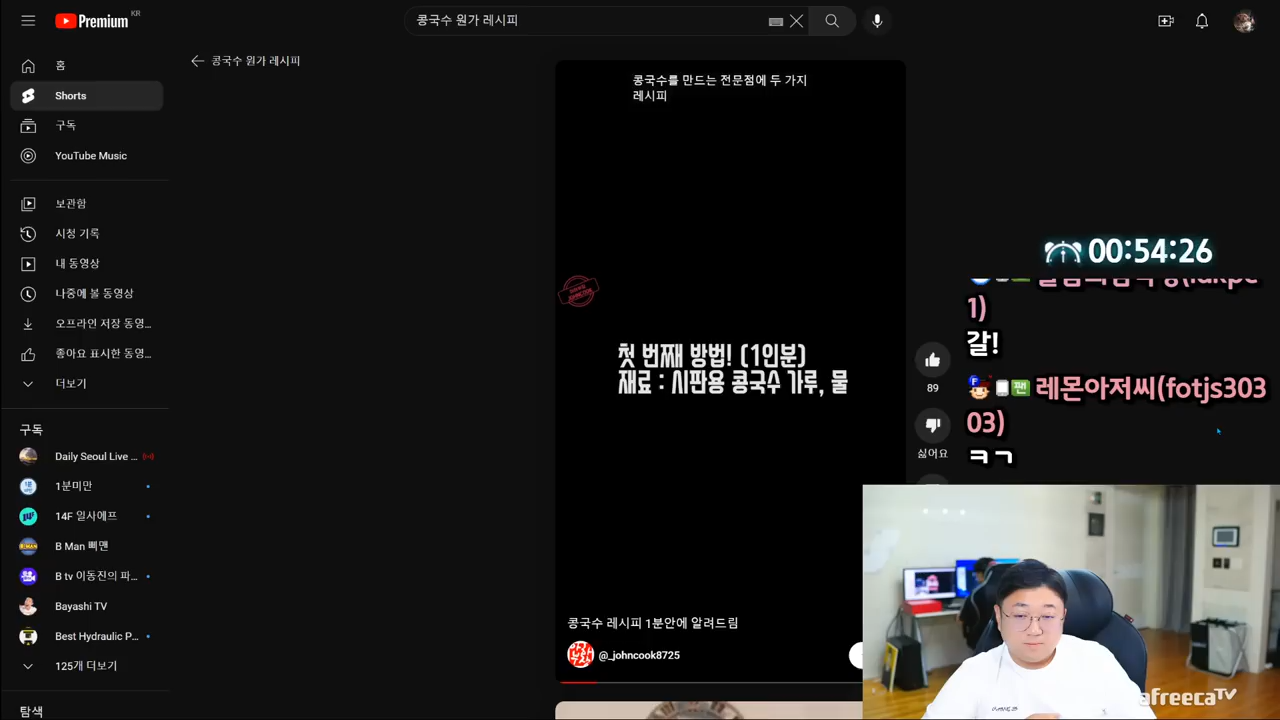 Premium KR
콩국수 원가 레시피
콩국수 원가 레시피
홈
Shorts
구독
YouTube Music
보관함
시청 기록
내 동영상
나중에 볼 동영상
오프라인 저장 동영...
좋아요 표시한 동영...
더보기
구독
Daily Seoul Live ...
1분미만
14F 일사에프
B Man 삐맨
B tv 이동진의 파...
Bayashi TV
Best Hydraulic P...
125개 더보기
탐색
콩국수를 만드는 전문점에 두 가지
레시피
첫 번째 방법! (1인분)
재료 : 시판용 콩국수 가루, 물
콩국수 레시피 1분안에 알려드림
@_johncook8725
89
싫어요
00:54:26
1)
갈!
레몬아저씨(fotjs303
03)
ㅋㄱ
afreecaTV